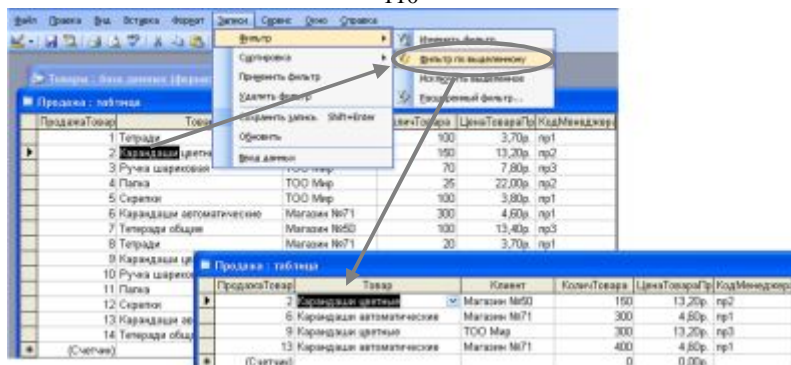 110
Файл Правка Вид Вставка Формат Записи Сервис Окно Справка
Фильтр
Сортировка
Применить фильтр
Удалить фильтр
Сохранить запись Shift+Enter
Обновить
Ввод данных
Изменить фильтр
Фильтр по выделенному
Исключить выделенное
Расширенный фильтр...
Товары : база данных (формат
Продажа : таблица
ПродажаТовар Това КоличТовара ЦенаТовараПр КодМенеджера
1 Тетради 100 3,70р. пр1
2 Карандаши цветные 150 13,20р. пр2
3 Ручка шариковая ТОО Мир 70 7,80р. пр3
4 Папка ТОО Мир 25 22,00р. пр2
5 Скрепки ТОО Мир 100 3,80р. пр1
6 Карандаши автоматические Магазин №71 300 4,60р. пр1
7 Тетеради общие Магазин №50 100 13,40р. пр3
8 Тетради Магазин №71 20 3,70р. пр1
9 Карандаши цв
10 Ручка шарико
11 Папка
12 Скрепки
13 Карандаши ав
14 Тетеради общ
(Счетчик)
Продажа : таблица
ПродажаТовар Товар Клиент КоличТовара ЦенаТовараПр КодМенеджера
2 Карандаши цветные Магазин №50 150 13,20р. пр2
6 Карандаши автоматические Магазин №71 300 4,60р. пр1
9 Карандаши цветные ТОО Мир 300 13,20р. пр3
13 Карандаши автоматические Магазин №71 400 4,60р. пр1
(Счетчик) 0 0,00р.